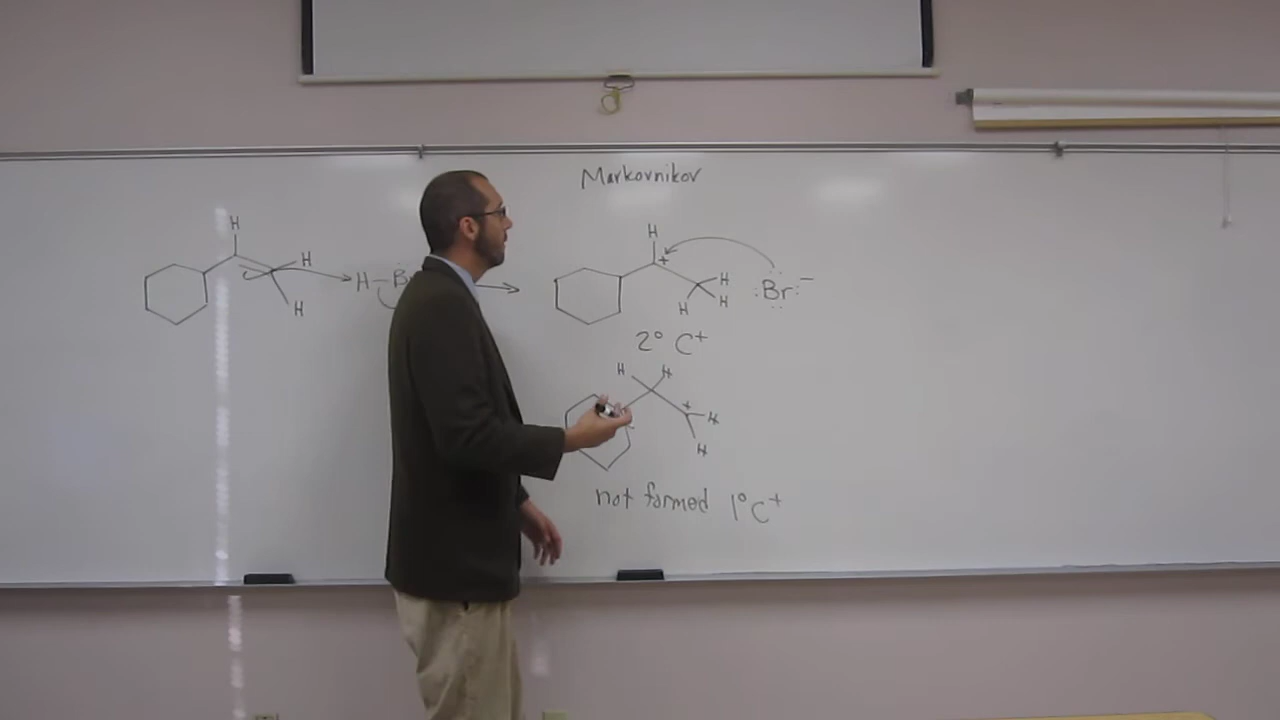 Markovnikov
H
H
H
H–Br
H
+
H
H
H
:Br:⁻
2° C⁺
H H
+
H
H
not formed 1° C⁺